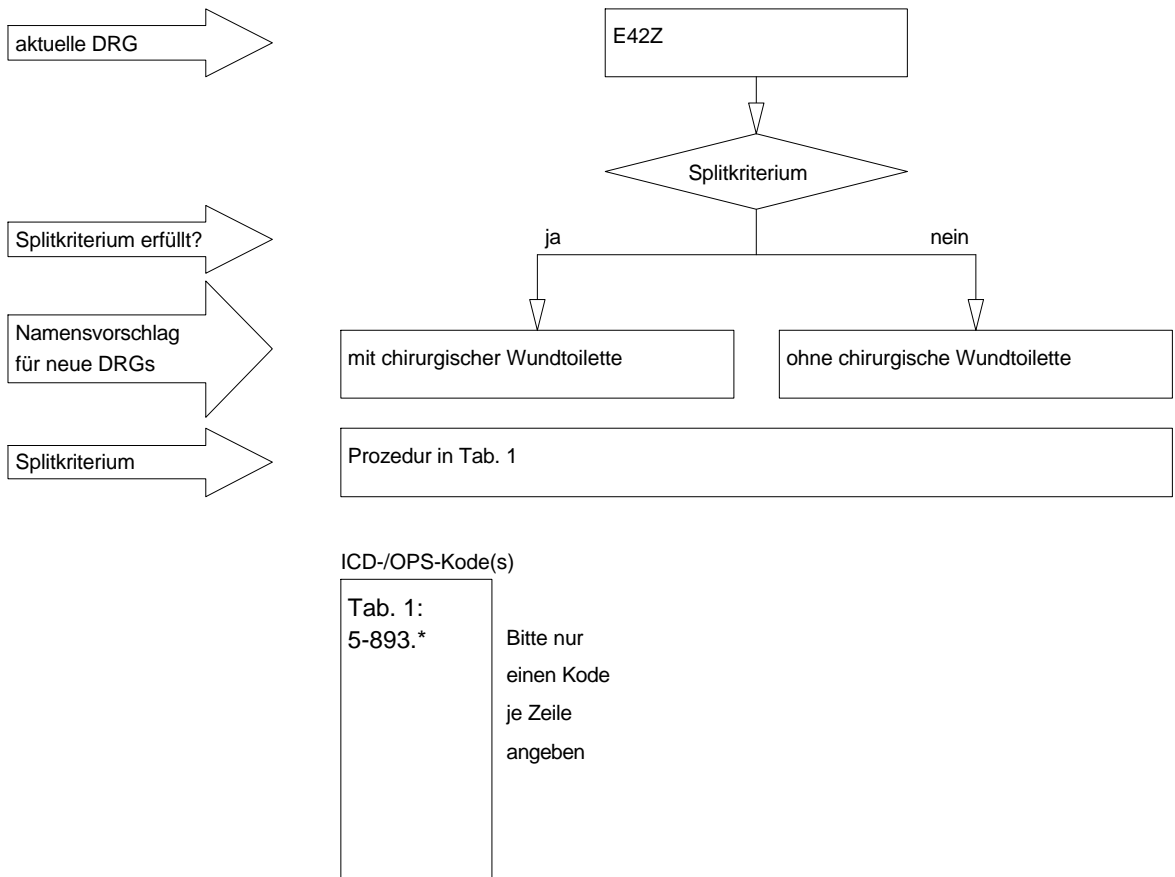 aktuelle DRG
E42Z
Splitkriterium
Splitkriterium erfüllt?
ja
nein
Namensvorschlag
für neue DRGs
mit chirurgischer Wundtoilette
ohne chirurgische Wundtoilette
Splitkriterium
Prozedur in Tab. 1
ICD-/OPS-Kode(s)
Tab. 1:
5-893.*
Bitte nur
einen Kode
je Zeile
angeben